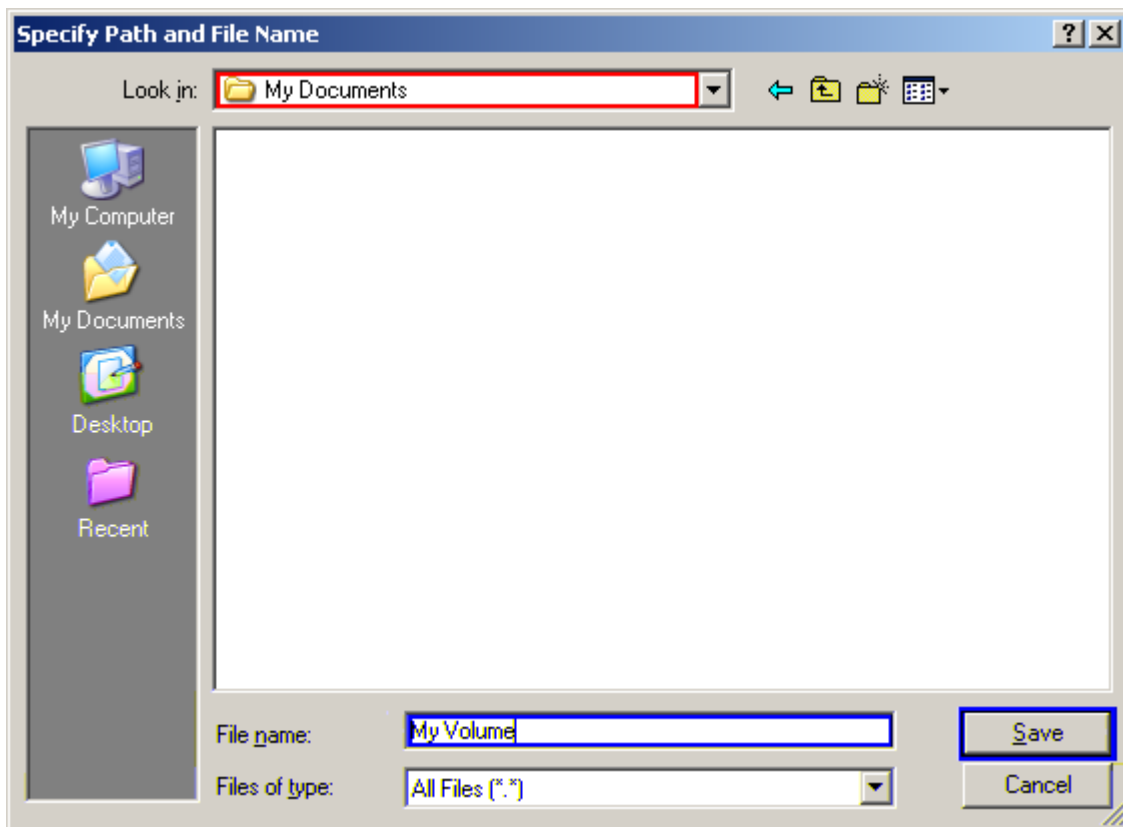 Specify Path and File Name
Look in:
My Documents
My Computer
My Documents
Desktop
Recent
File name:
My Volume
Save
Files of type:
All Files (*.*)
Cancel